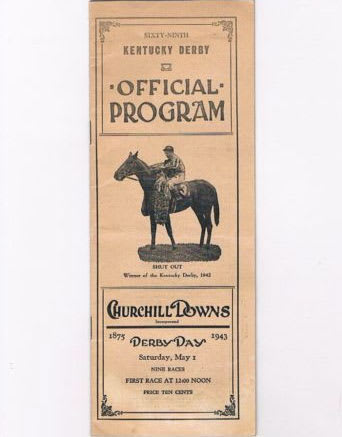 SIXTY-NINTH
KENTUCKY DERBY
·OFFICIAL·
PROGRAM
SHUT OUT
Winner of the Kentucky Derby, 1942
CHURCHILL DOWNS
Incorporated
1875 1943
DERBY DAY
Saturday, May 1
NINE RACES
FIRST RACE AT 12:00 NOON
PRICE TEN CENTS